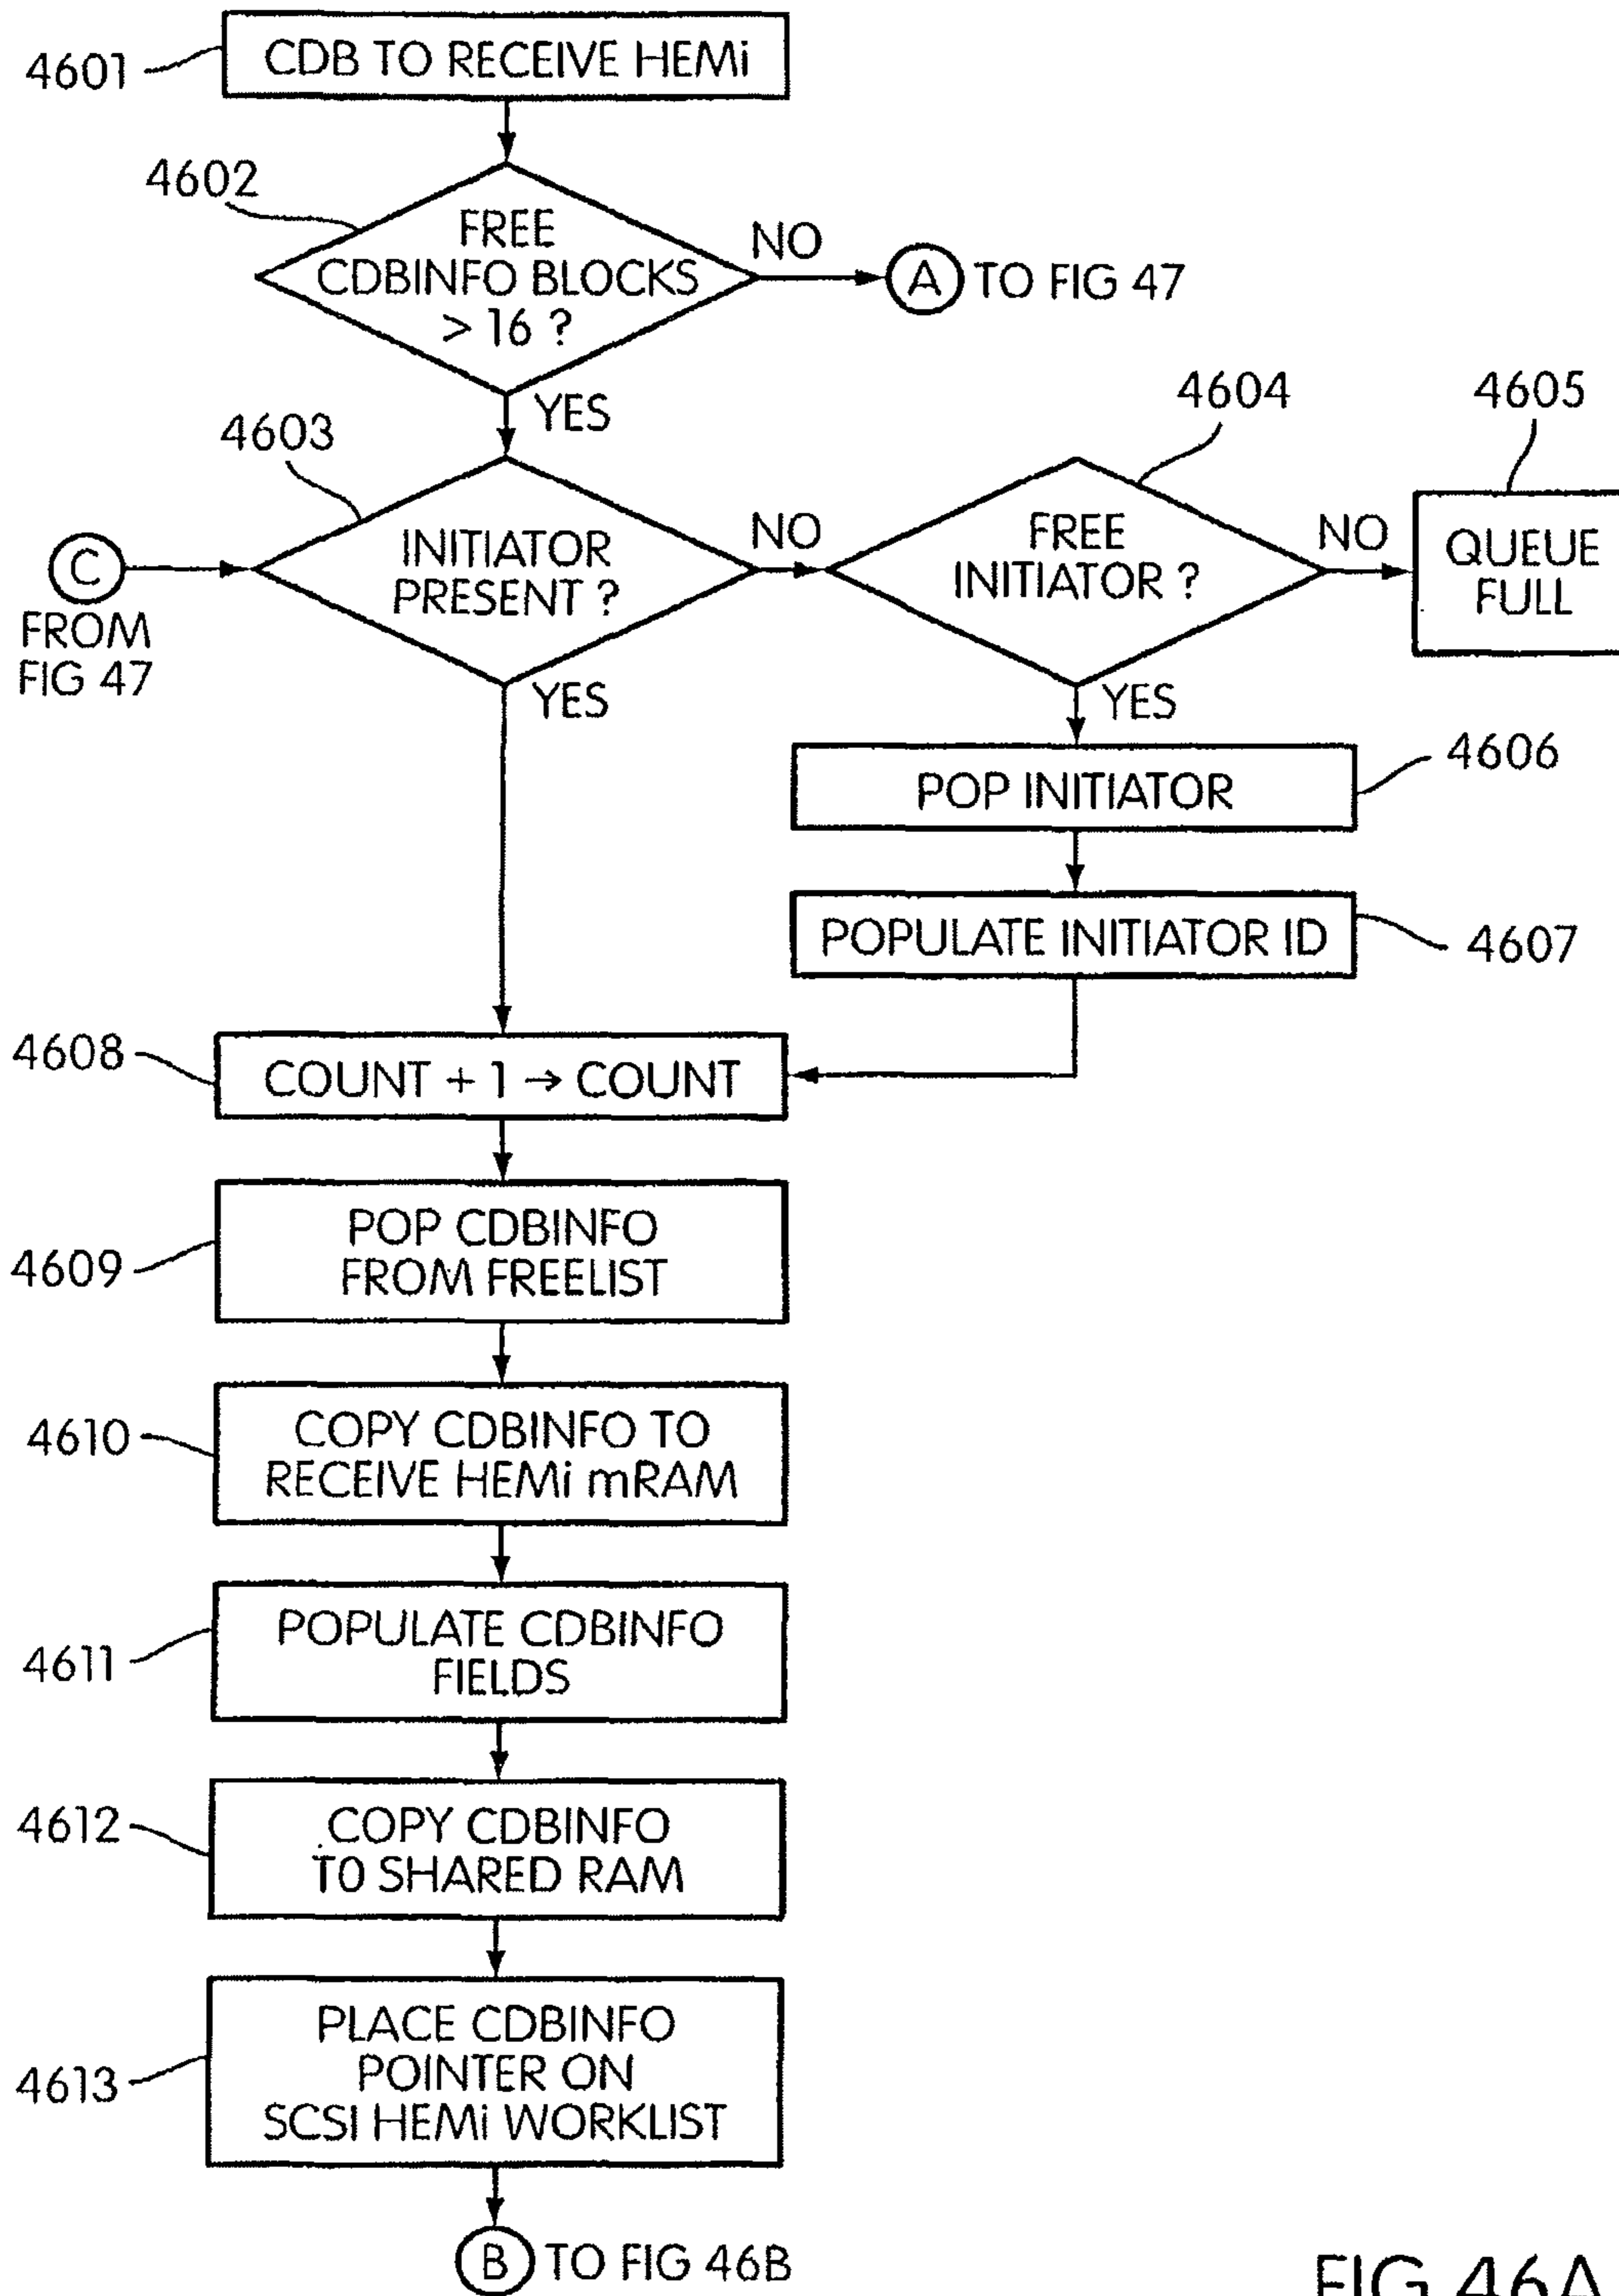 4601
CDB TO RECEIVE HEMi
4602
FREE
CDBINFO BLOCKS
> 16 ?
NO
A
TO FIG 47
YES
4603
INITIATOR
PRESENT ?
C
FROM
FIG 47
NO
4604
FREE
INITIATOR ?
NO
4605
QUEUE
FULL
YES
YES
POP INITIATOR
4606
POPULATE INITIATOR ID
4607
4608
COUNT + 1 → COUNT
4609
POP CDBINFO
FROM FREELIST
4610
COPY CDBINFO TO
RECEIVE HEMi mRAM
4611
POPULATE CDBINFO
FIELDS
4612
COPY CDBINFO
TO SHARED RAM
4613
PLACE CDBINFO
POINTER ON
SCSI HEMi WORKLIST
B
TO FIG 46B
FIG 46A